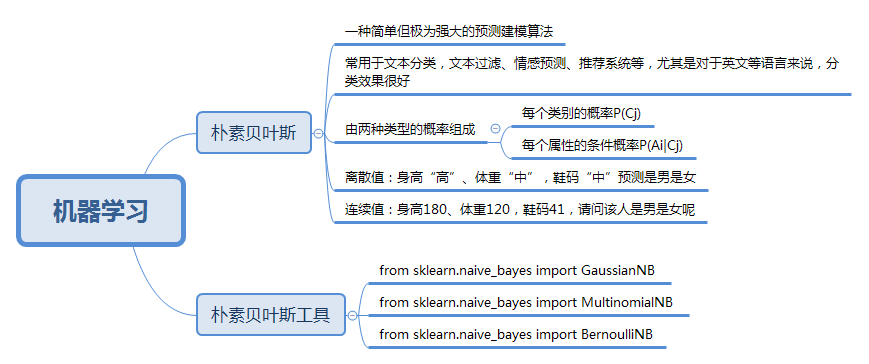 机器学习
朴素贝叶斯
一种简单但极为强大的预测建模算法
常用于文本分类，文本过滤、情感预测、推荐系统等，尤其是对于英文等语言来说，分
类效果很好
由两种类型的概率组成
每个类别的概率P(Cj)
每个属性的条件概率P(Ai|Cj)
离散值：身高“高”、体重“中”，鞋码“中”预测是男是女
连续值：身高180、体重120，鞋码41，请问该人是男是女呢
朴素贝叶斯工具
from sklearn.naive_bayes import GaussianNB
from sklearn.naive_bayes import MultinomialNB
from sklearn.naive_bayes import BernoulliNB